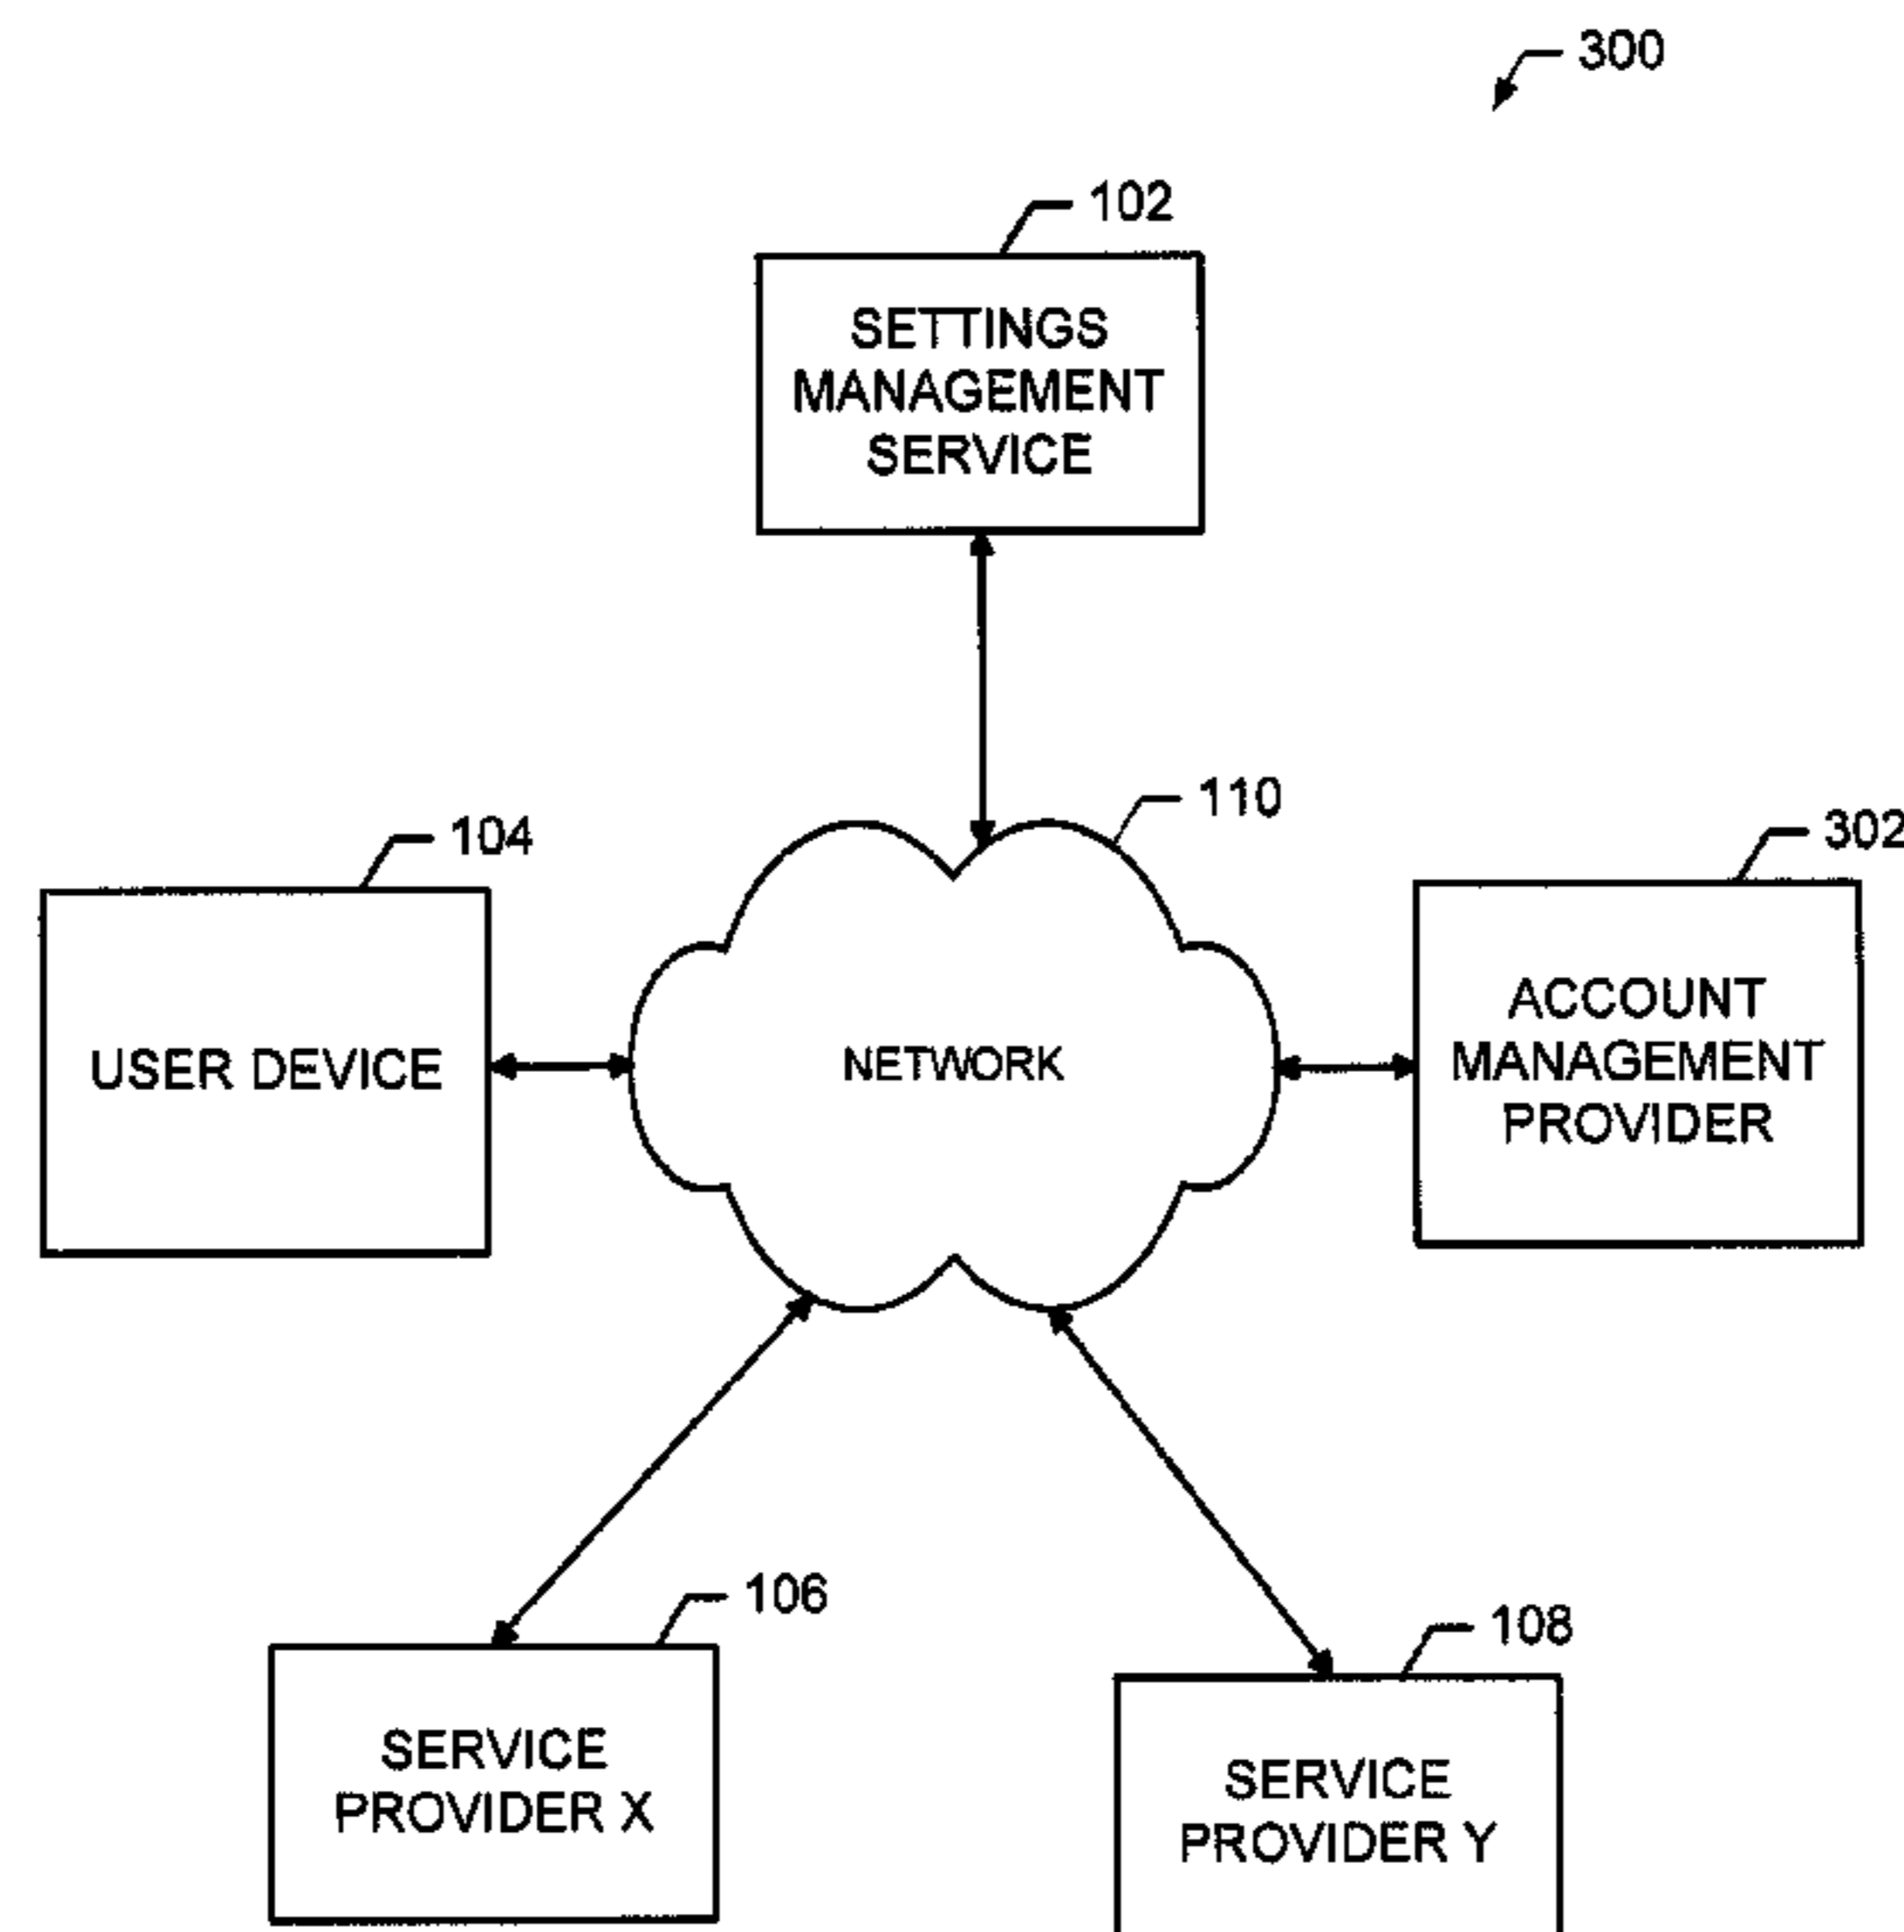 300
102
SETTINGS
MANAGEMENT
SERVICE
110
104
302
USER DEVICE
NETWORK
ACCOUNT
MANAGEMENT
PROVIDER
106
108
SERVICE
PROVIDER X
SERVICE
PROVIDER Y